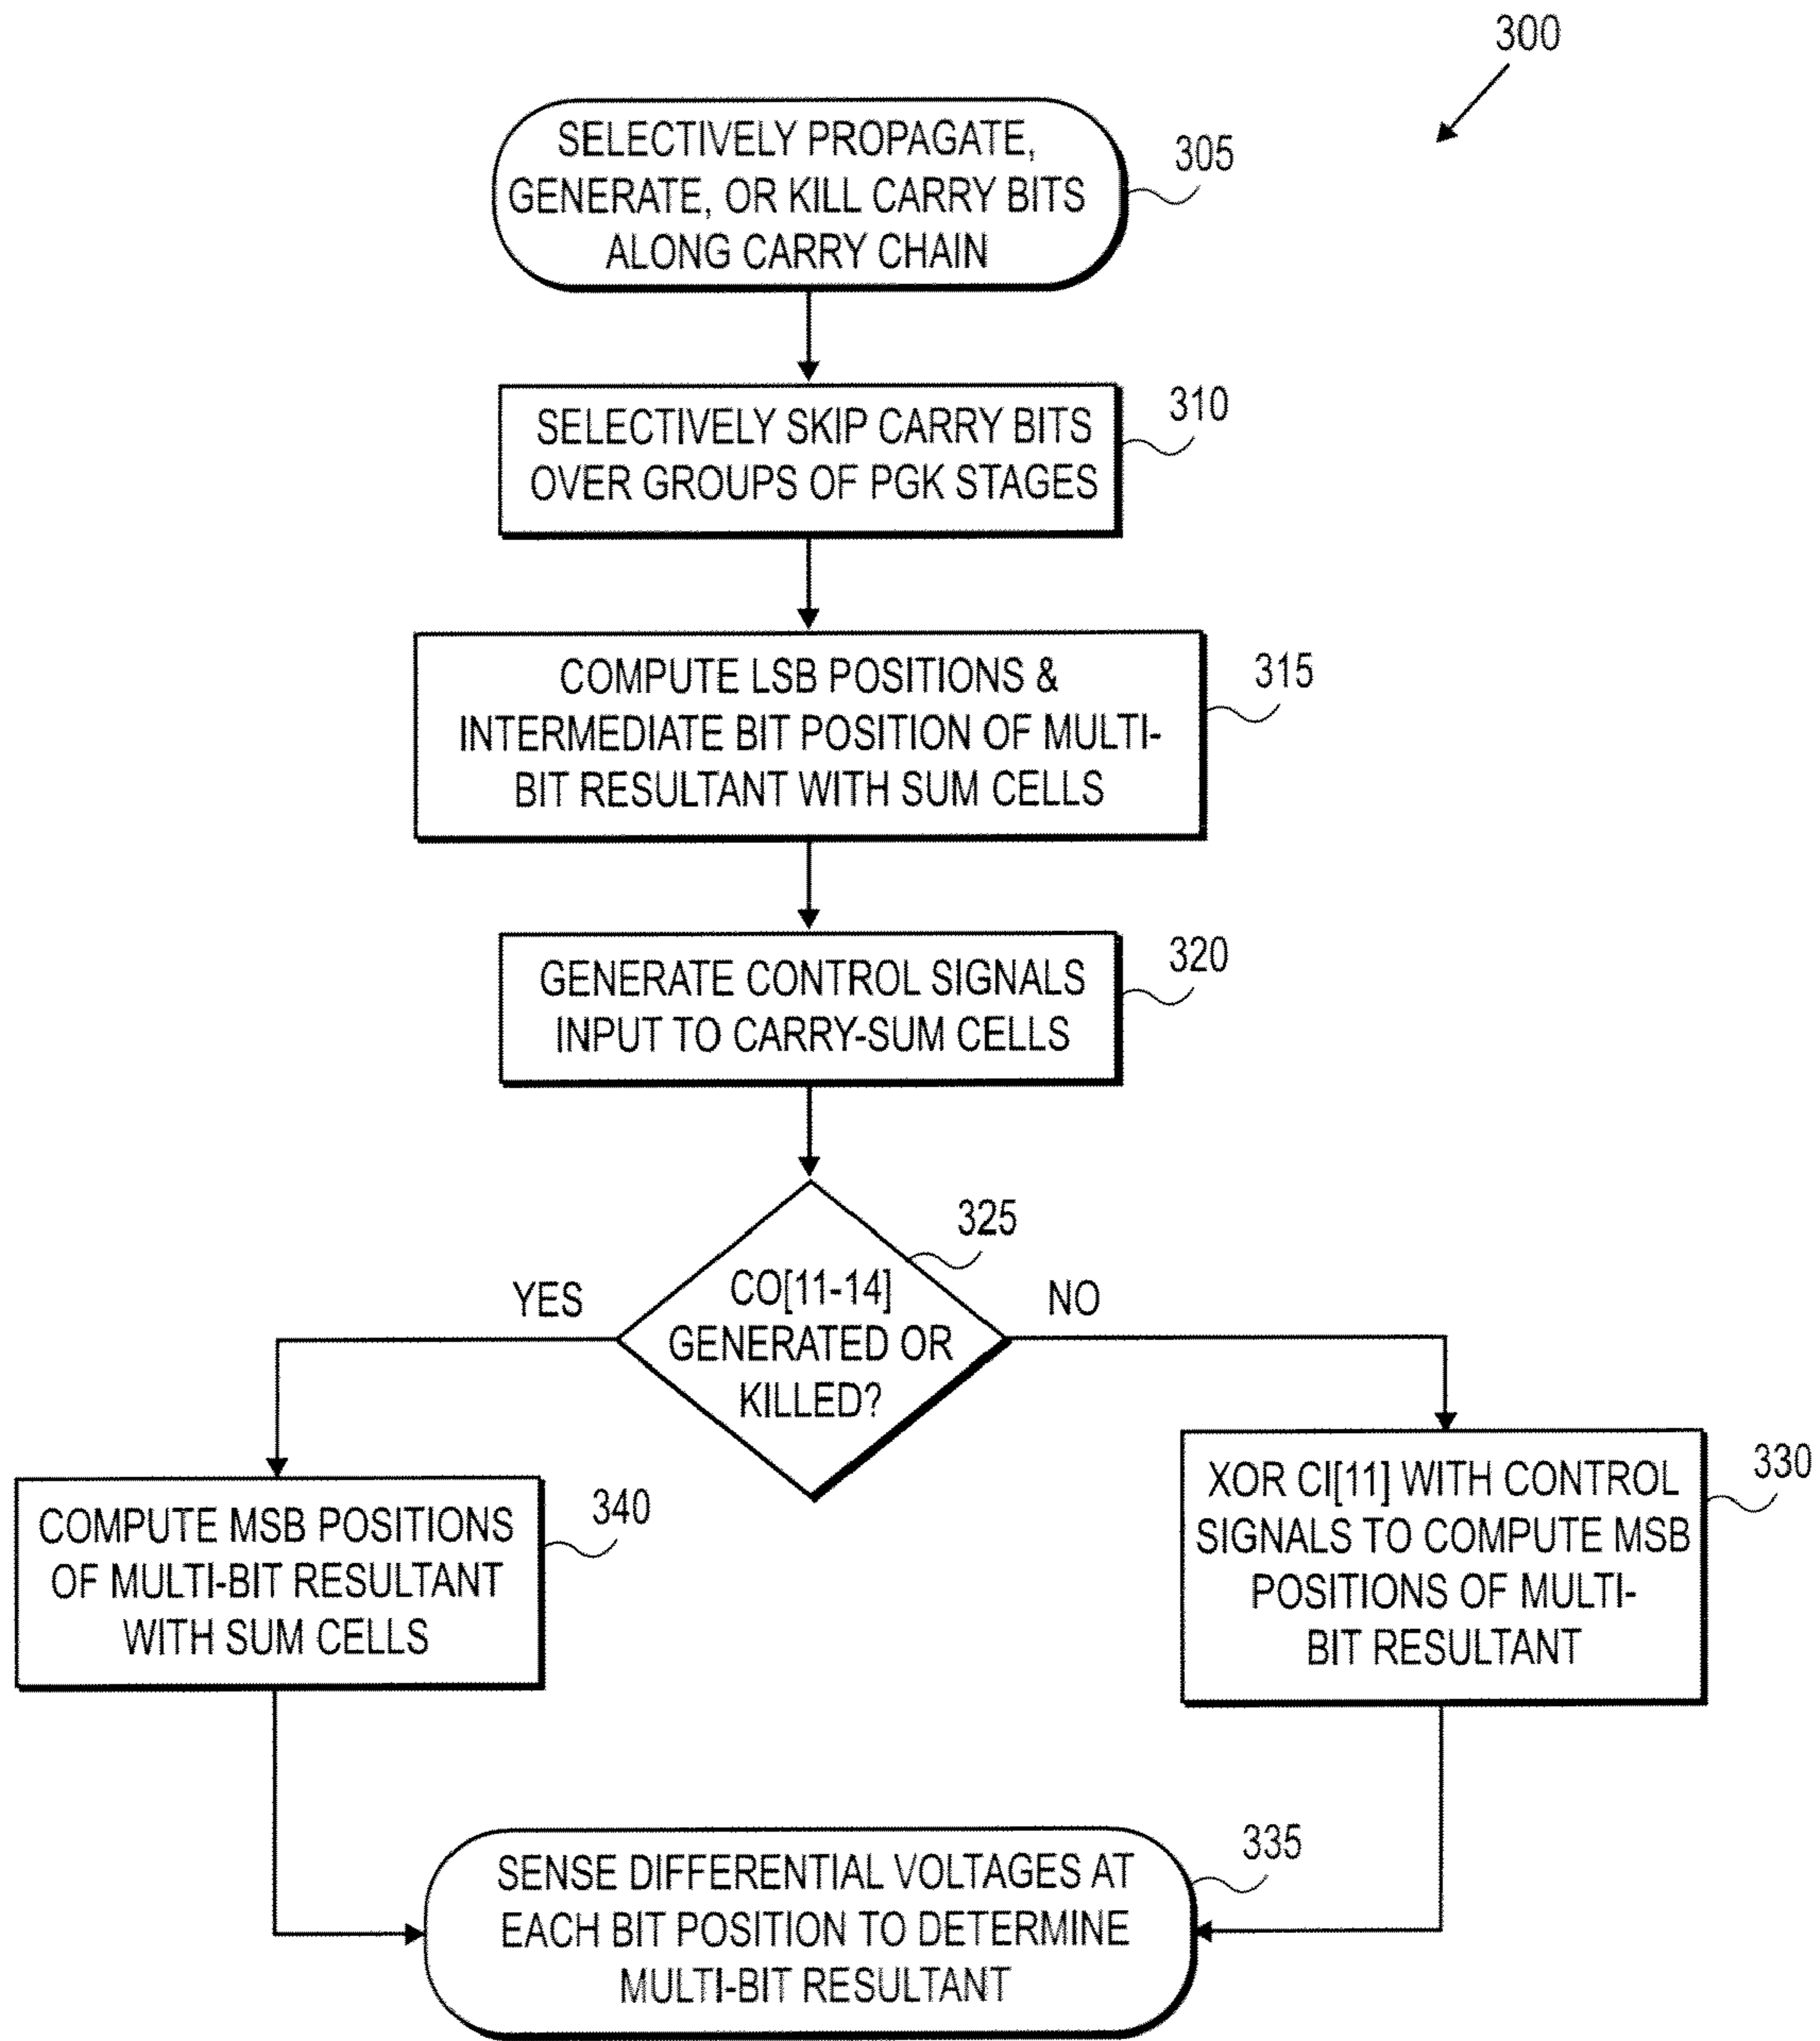 300
SELECTIVELY PROPAGATE,
GENERATE, OR KILL CARRY BITS
ALONG CARRY CHAIN
305
SELECTIVELY SKIP CARRY BITS
OVER GROUPS OF PGK STAGES
310
COMPUTE LSB POSITIONS &
INTERMEDIATE BIT POSITION OF MULTI-
BIT RESULTANT WITH SUM CELLS
315
GENERATE CONTROL SIGNALS
INPUT TO CARRY-SUM CELLS
320
325
CO[11-14]
GENERATED OR
KILLED?
YES
NO
COMPUTE MSB POSITIONS
OF MULTI-BIT RESULTANT
WITH SUM CELLS
340
XOR CI[11] WITH CONTROL
SIGNALS TO COMPUTE MSB
POSITIONS OF MULTI-
BIT RESULTANT
330
SENSE DIFFERENTIAL VOLTAGES AT
EACH BIT POSITION TO DETERMINE
MULTI-BIT RESULTANT
335